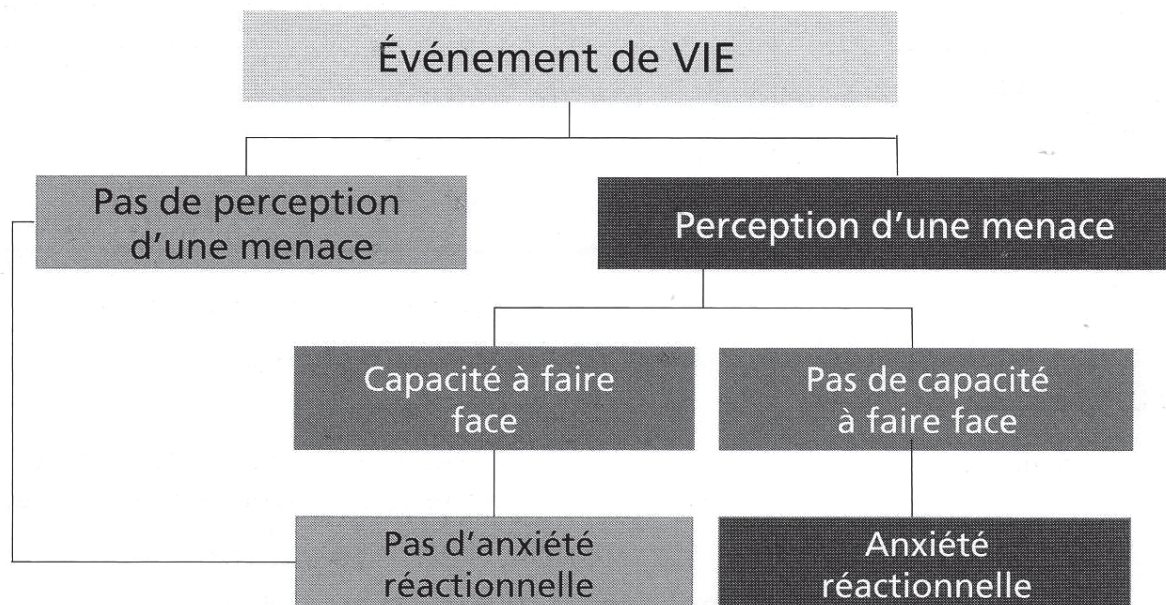 Événement de VIE
Pas de perception
d'une menace
Perception d'une menace
Capacité à faire
face
Pas de capacité
à faire face
Pas d'anxiété
réactionnelle
Anxiété
réactionnelle